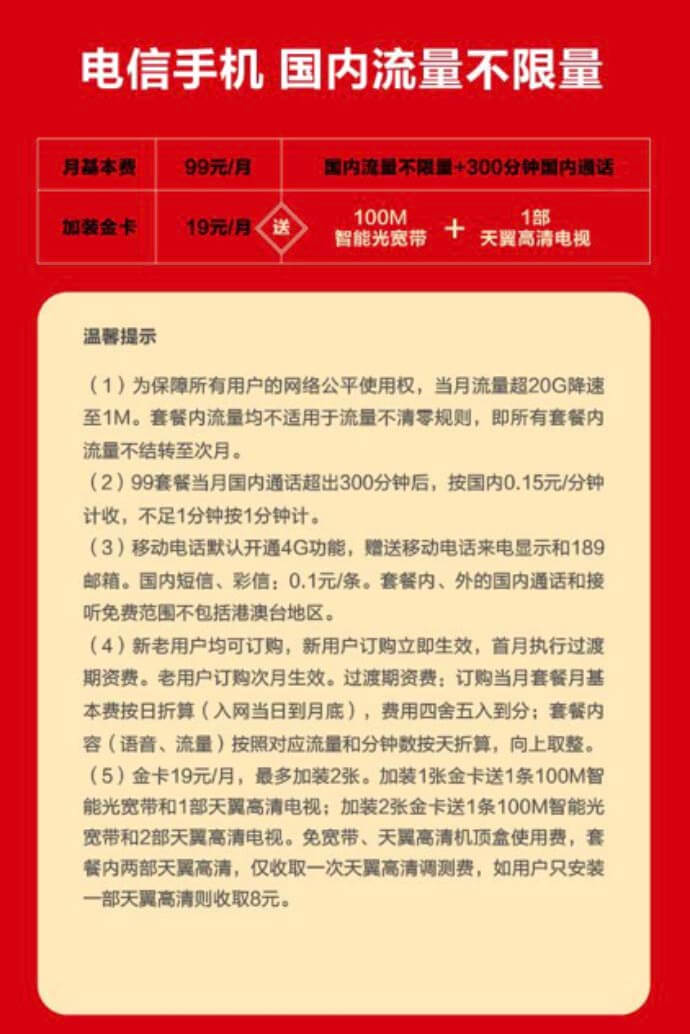 电信手机 国内流量不限量
月基本费 99元/月 国内流量不限量+300分钟国内通话
加装金卡 19元/月 送 100M 智能光宽带 + 1部 天翼高清电视
温馨提示
（1）为保障所有用户的网络公平使用权，当月流量超20G降速
至1M。套餐内流量均不适用于流量不清零规则，即所有套餐内
流量不结转至次月。
（2）99套餐当月国内通话超出300分钟后，按国内0.15元/分钟
计收，不足1分钟按1分钟计。
（3）移动电话默认开通4G功能，赠送移动电话来电显示和189
邮箱。国内短信、彩信：0.1元/条。套餐内、外的国内通话和接
听免费范围不包括港澳台地区。
（4）新老用户均可订购，新用户订购立即生效，首月执行过渡
期资费。老用户订购次月生效。过渡期资费：订购当月套餐月基
本费按日折算（入网当日到月底），费用四舍五入到分；套餐内
容（语音、流量）按照对应流量和分钟数按天折算，向上取整。
（5）金卡19元/月，最多加装2张。加装1张金卡送1条100M智
能光宽带和1部天翼高清电视；加装2张金卡送1条100M智能光
宽带和2部天翼高清电视。免宽带、天翼高清机顶盒使用费，套
餐内两部天翼高清，仅收取一次天翼高清调测费，如用户只安装
一部天翼高清则收取8元。